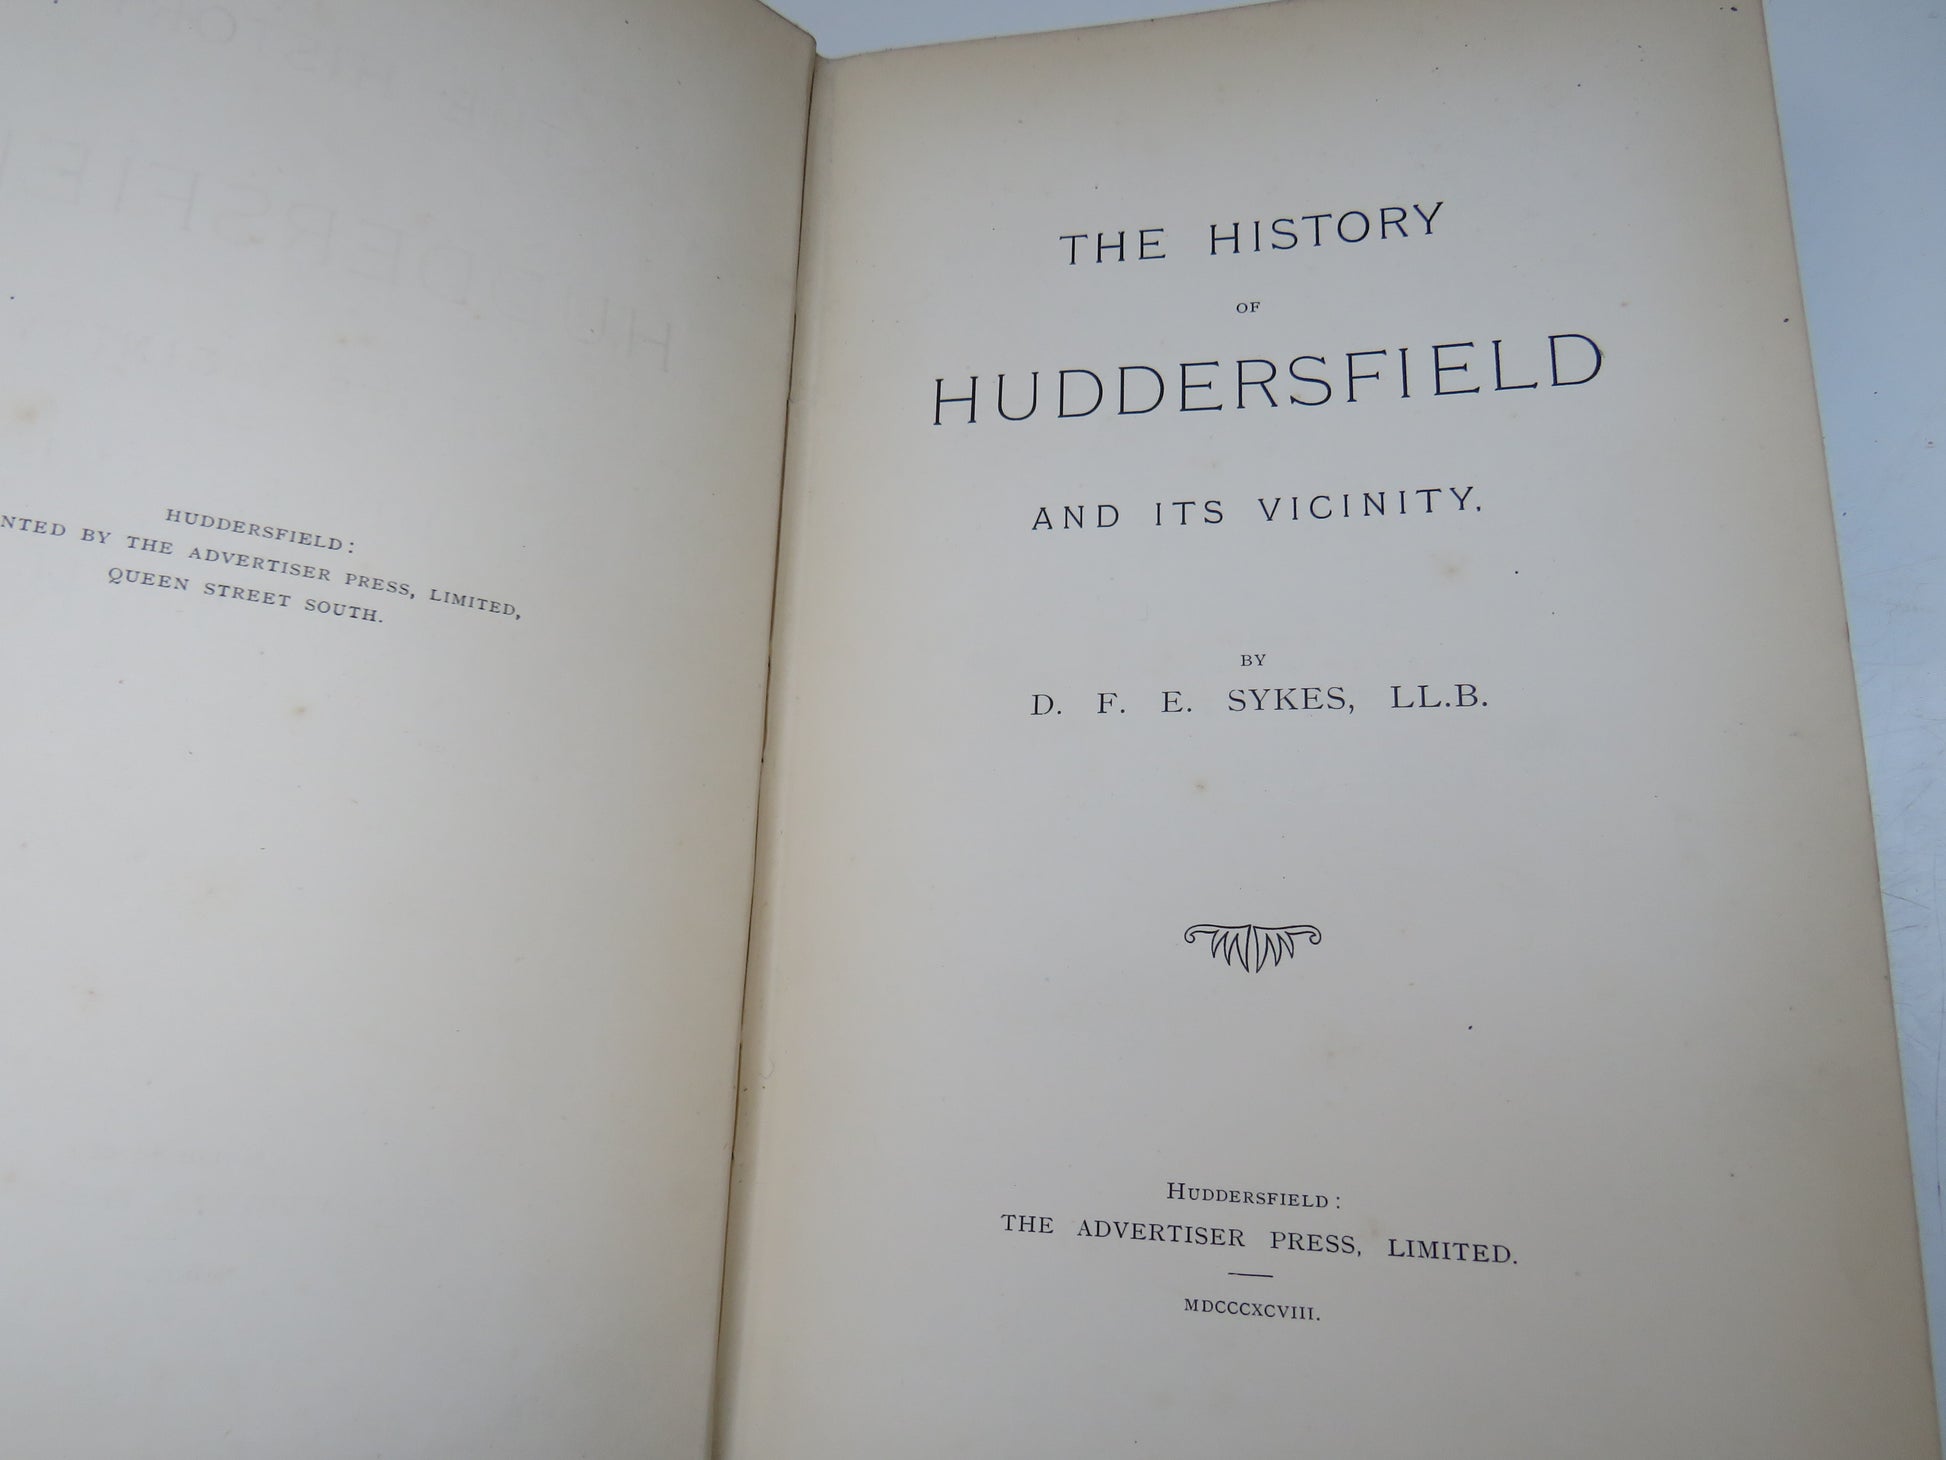 HUDDERSFIELD:
BY THE ADVERTISER PRESS, LIMITED,
QUEEN STREET SOUTH.
THE HISTORY
OF
HUDDERSFIELD
AND ITS VICINITY.
BY
D. F. E. SYKES, LL.B.
HUDDERSFIELD:
THE ADVERTISER PRESS, LIMITED.
MDCCCXCVIII.